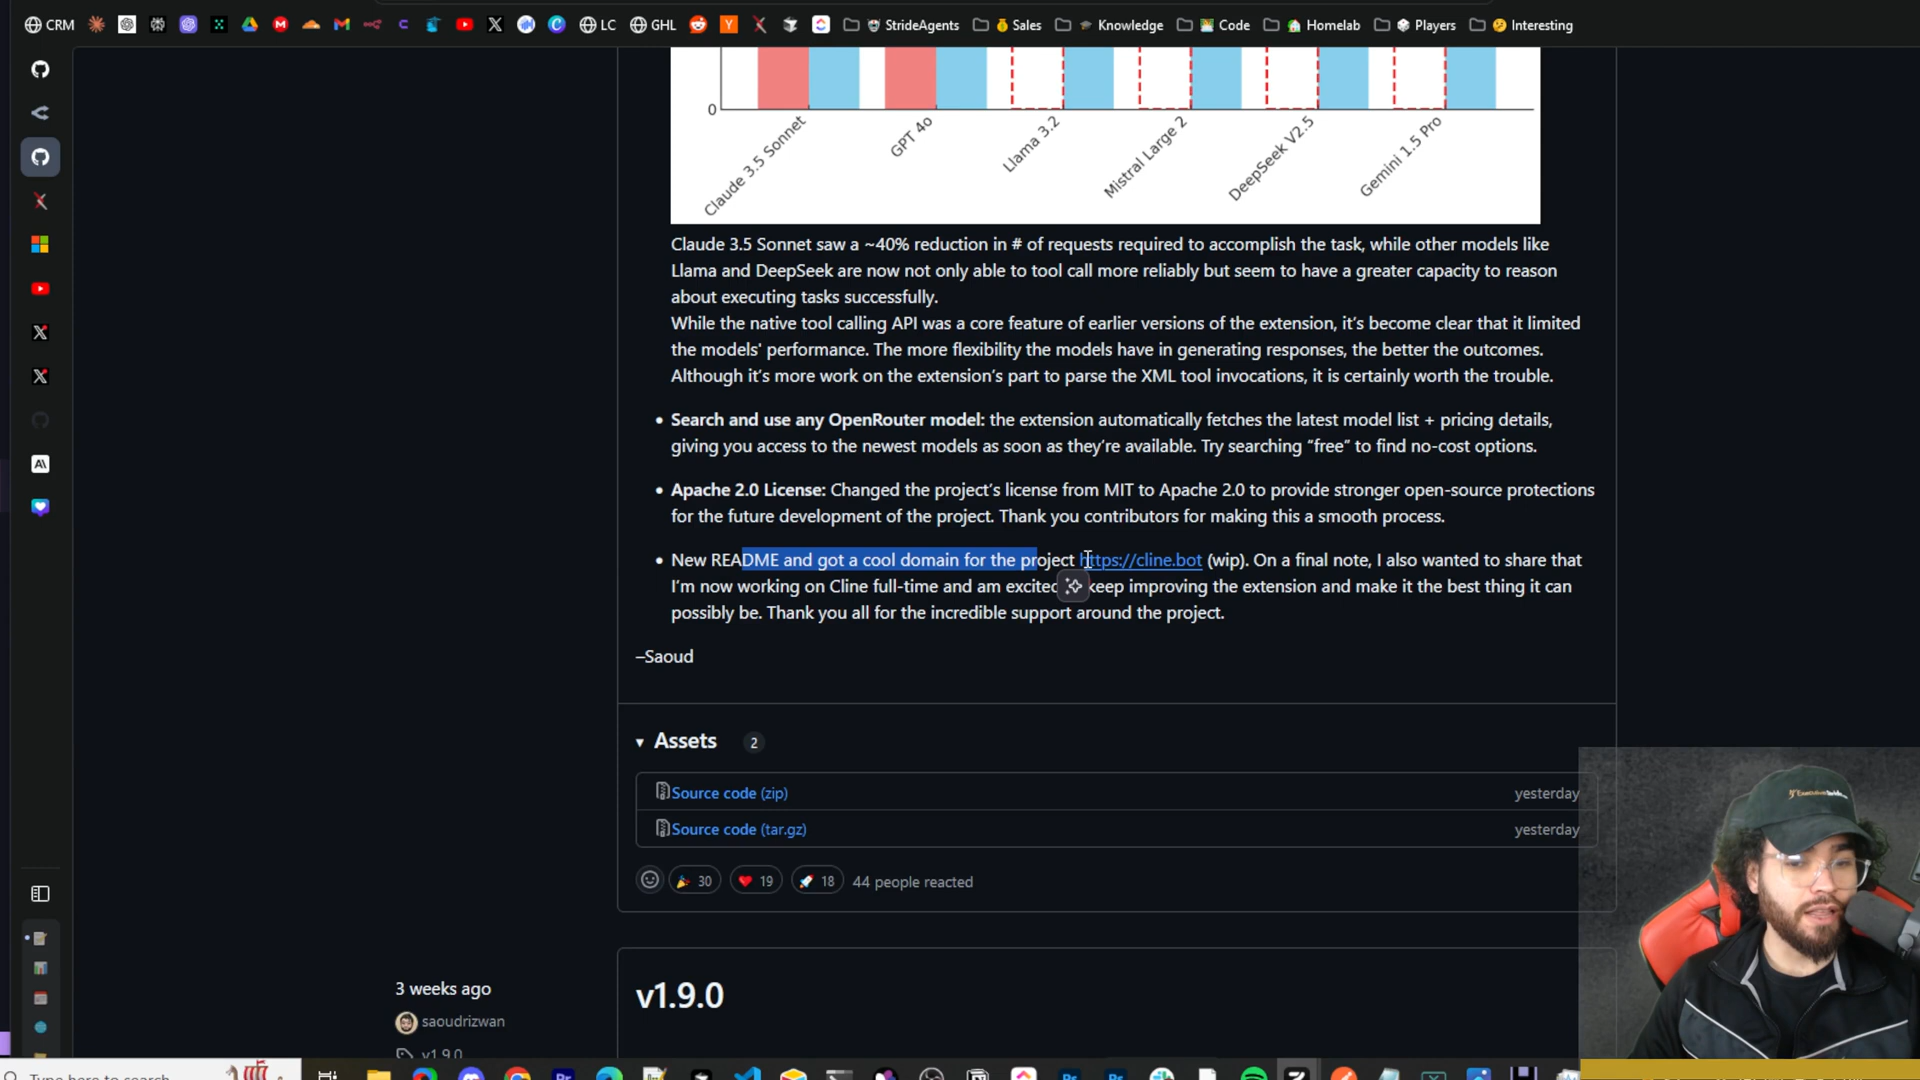 CRM
LC
GHL
StrideAgents
Sales
Knowledge
Code
Homelab
Players
Interesting
0
Claude 3.5 Sonnet
GPT 4o
Llama 3.2
Mistral Large 2
DeepSeek V2.5
Gemini 1.5 Pro
Claude 3.5 Sonnet saw a ~40% reduction in # of requests required to accomplish the task, while other models like
Llama and DeepSeek are now not only able to tool call more reliably but seem to have a greater capacity to reason
about executing tasks successfully.
While the native tool calling API was a core feature of earlier versions of the extension, it's become clear that it limited
the models' performance. The more flexibility the models have in generating responses, the better the outcomes.
Although it's more work on the extension's part to parse the XML tool invocations, it is certainly worth the trouble.
• Search and use any OpenRouter model: the extension automatically fetches the latest model list + pricing details,
giving you access to the newest models as soon as they're available. Try searching "free" to find no-cost options.
• Apache 2.0 License: Changed the project's license from MIT to Apache 2.0 to provide stronger open-source protections
for the future development of the project. Thank you contributors for making this a smooth process.
• New README and got a cool domain for the project https://cline.bot (wip). On a final note, I also wanted to share that
I'm now working on Cline full-time and am excited keep improving the extension and make it the best thing it can
possibly be. Thank you all for the incredible support around the project.
–Saoud
Assets 2
Source code (zip) yesterday
Source code (tar.gz) yesterday
30 19 18 44 people reacted
3 weeks ago
saoudrizwan
v1.9.0
v1.9.0
Type here to search